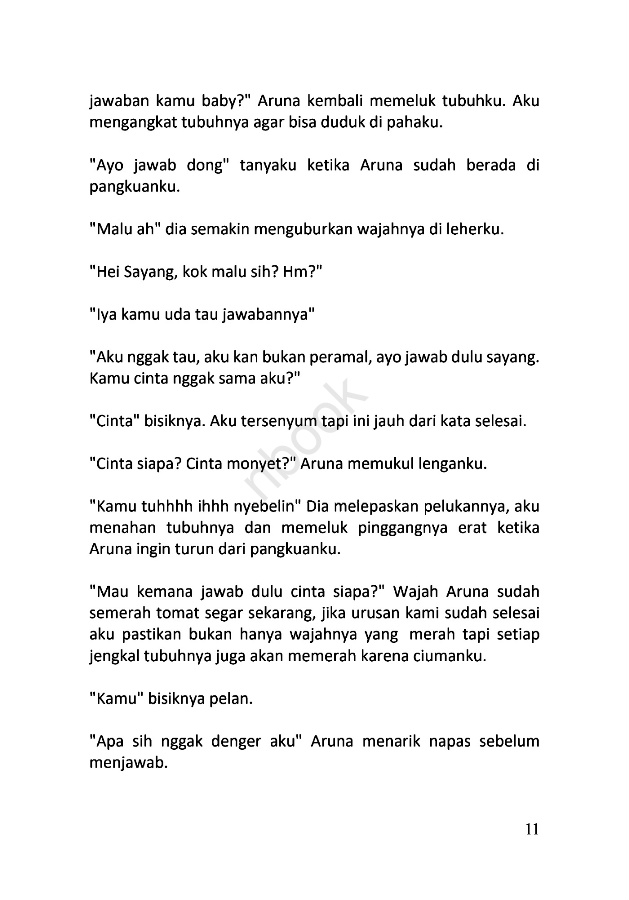 jawaban kamu baby?" Aruna kembali memeluk tubuhku. Aku
mengangkat tubuhnya agar bisa duduk di pahaku.
"Ayo jawab dong" tanyaku ketika Aruna sudah berada di
pangkuanku.
"Malu ah" dia semakin menguburkan wajahnya di leherku.
"Hei Sayang, kok malu sih? Hm?"
"Iya kamu uda tau jawabannya"
"Aku nggak tau, aku kan bukan peramal, ayo jawab dulu sayang.
Kamu cinta nggak sama aku?"
"Cinta" bisiknya. Aku tersenyum tapi ini jauh dari kata selesai.
"Cinta siapa? Cinta monyet?" Aruna memukul lenganku.
"Kamu tuhhhh ihhh nyebelin" Dia melepaskan pelukannya, aku
menahan tubuhnya dan memeluk pinggangnya erat ketika
Aruna ingin turun dari pangkuanku.
"Mau kemana jawab dulu cinta siapa?" Wajah Aruna sudah
semerah tomat segar sekarang, jika urusan kami sudah selesai
aku pastikan bukan hanya wajahnya yang merah tapi setiap
jengkal tubuhnya juga akan memerah karena ciumanku.
"Kamu" bisiknya pelan.
"Apa sih nggak denger aku" Aruna menarik napas sebelum
menjawab.
nbook
11